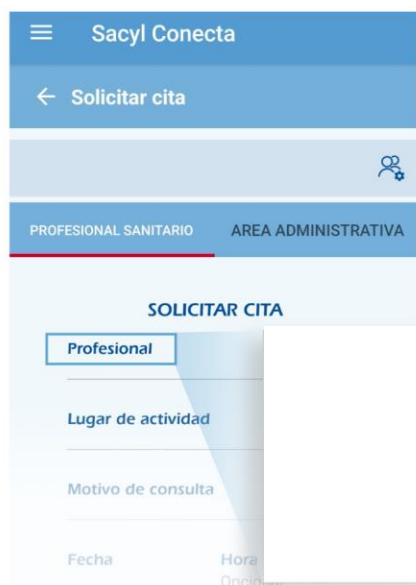 Sacyl Conecta
Solicitar cita
PROFESIONAL SANITARIO AREA ADMINISTRATIVA
SOLICITAR CITA
Profesional
Lugar de actividad
Motivo de consulta
Fecha Hora
Opcional